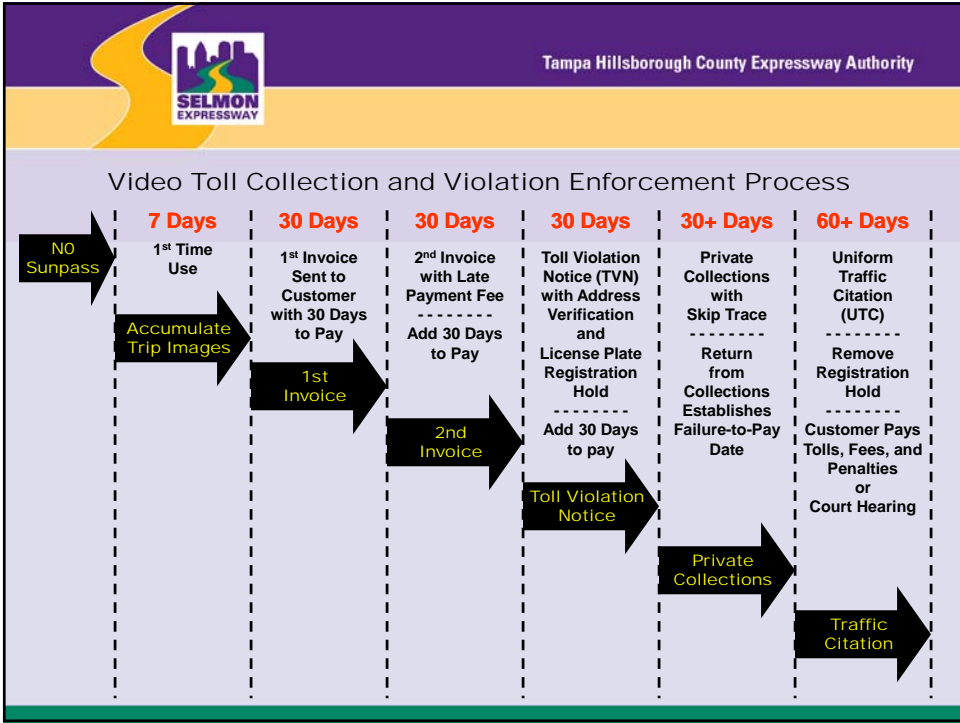 SELMON
EXPRESSWAY
Tampa Hillsborough County Expressway Authority
Video Toll Collection and Violation Enforcement Process
N0
Sunpass
7 Days
1st Time
Use
Accumulate
Trip Images
30 Days
1st Invoice
Sent to
Customer
with 30 Days
to Pay
1st
Invoice
30 Days
2nd Invoice
with Late
Payment Fee
- - - - - - - -
Add 30 Days
to Pay
2nd
Invoice
30 Days
Toll Violation
Notice (TVN)
with Address
Verification
and
License Plate
Registration
Hold
- - - - - - - -
Add 30 Days
to pay
Toll Violation
Notice
30+ Days
Private
Collections
with
Skip Trace
- - - - - - - -
Return
from
Collections
Establishes
Failure-to-Pay
Date
Private
Collections
60+ Days
Uniform
Traffic
Citation
(UTC)
- - - - - - - -
Remove
Registration
Hold
- - - - - - - -
Customer Pays
Tolls, Fees, and
Penalties
or
Court Hearing
Traffic
Citation